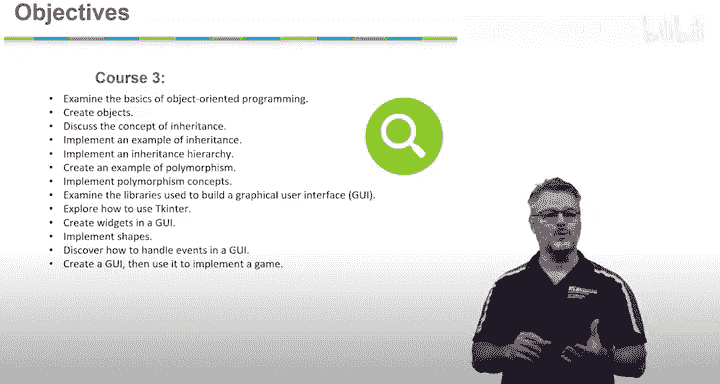 Objectives
bilibili
Course 3:
• Examine the basics of object-oriented programming.
• Create objects.
• Discuss the concept of inheritance.
• Implement an example of inheritance.
• Implement an inheritance hierarchy.
• Create an example of polymorphism.
• Implement polymorphism concepts.
• Examine the libraries used to build a graphical user interface (GUI).
• Explore how to use Tkinter.
• Create widgets in a GUI.
• Implement shapes.
• Discover how to handle events in a GUI.
• Create a GUI, then use it to implement a game.